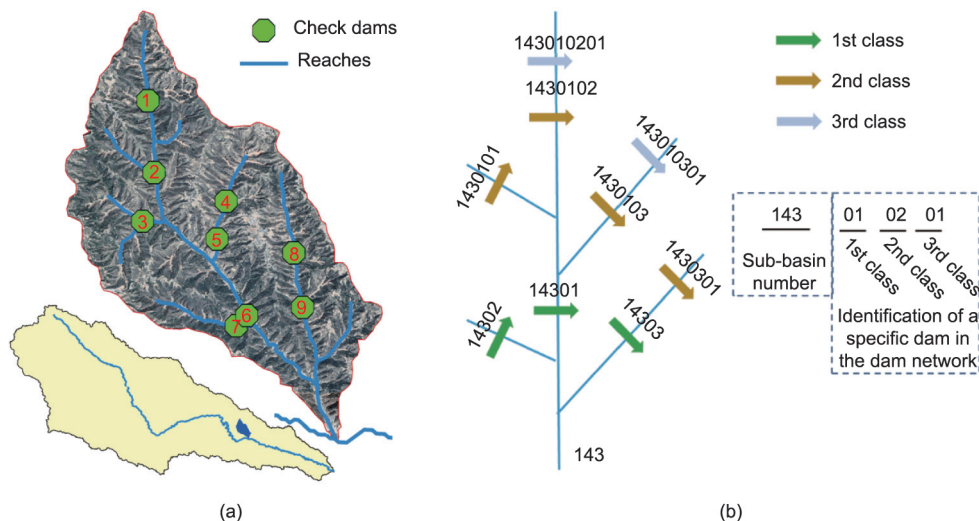 Check dams
Reaches
1
2
3
4
5
6
7
8
9
(a)
143010201
1430102
1430101
143010301
1430103
1430301
14301
14302
14303
143
1st class
2nd class
3rd class
143
01 02 01
Sub-basin
number
1st class
2nd class
3rd class
Identification of a
specific dam in
the dam network
(b)